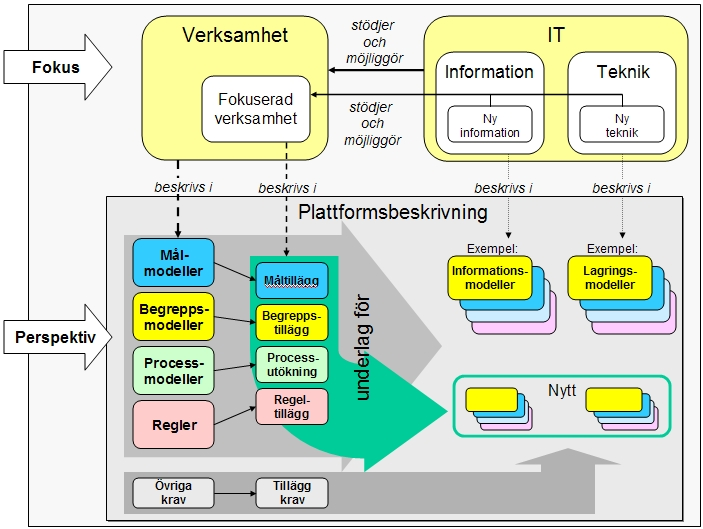 Verksamhet
stödjer
och
möjliggör
IT
Fokus
Information
Teknik
Fokuserad
verksamhet
stödjer
och
möjliggör
Ny
information
Ny
teknik
beskrivs i
beskrivs i
beskrivs i
beskrivs i
Plattformsbeskrivning
Mål-
modeller
Måltillägg
Exempel:
Informations-
modeller
Exempel:
Lagrings-
modeller
Begrepps-
modeller
Begrepps-
tillägg
underlag för
Perspektiv
Process-
modeller
Process-
utökning
Nytt
Regler
Regel-
tillägg
Övriga
krav
Tillägg
krav